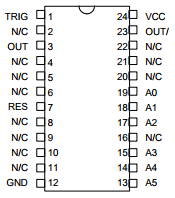 TRIG 1 24 VCC
N/C 2 23 OUT/
OUT 3 22 N/C
N/C 4 21 N/C
N/C 5 20 N/C
N/C 6 19 A0
RES 7 18 A1
N/C 8 17 A2
N/C 9 16 N/C
N/C 10 15 A3
N/C 11 14 A4
GND 12 13 A5